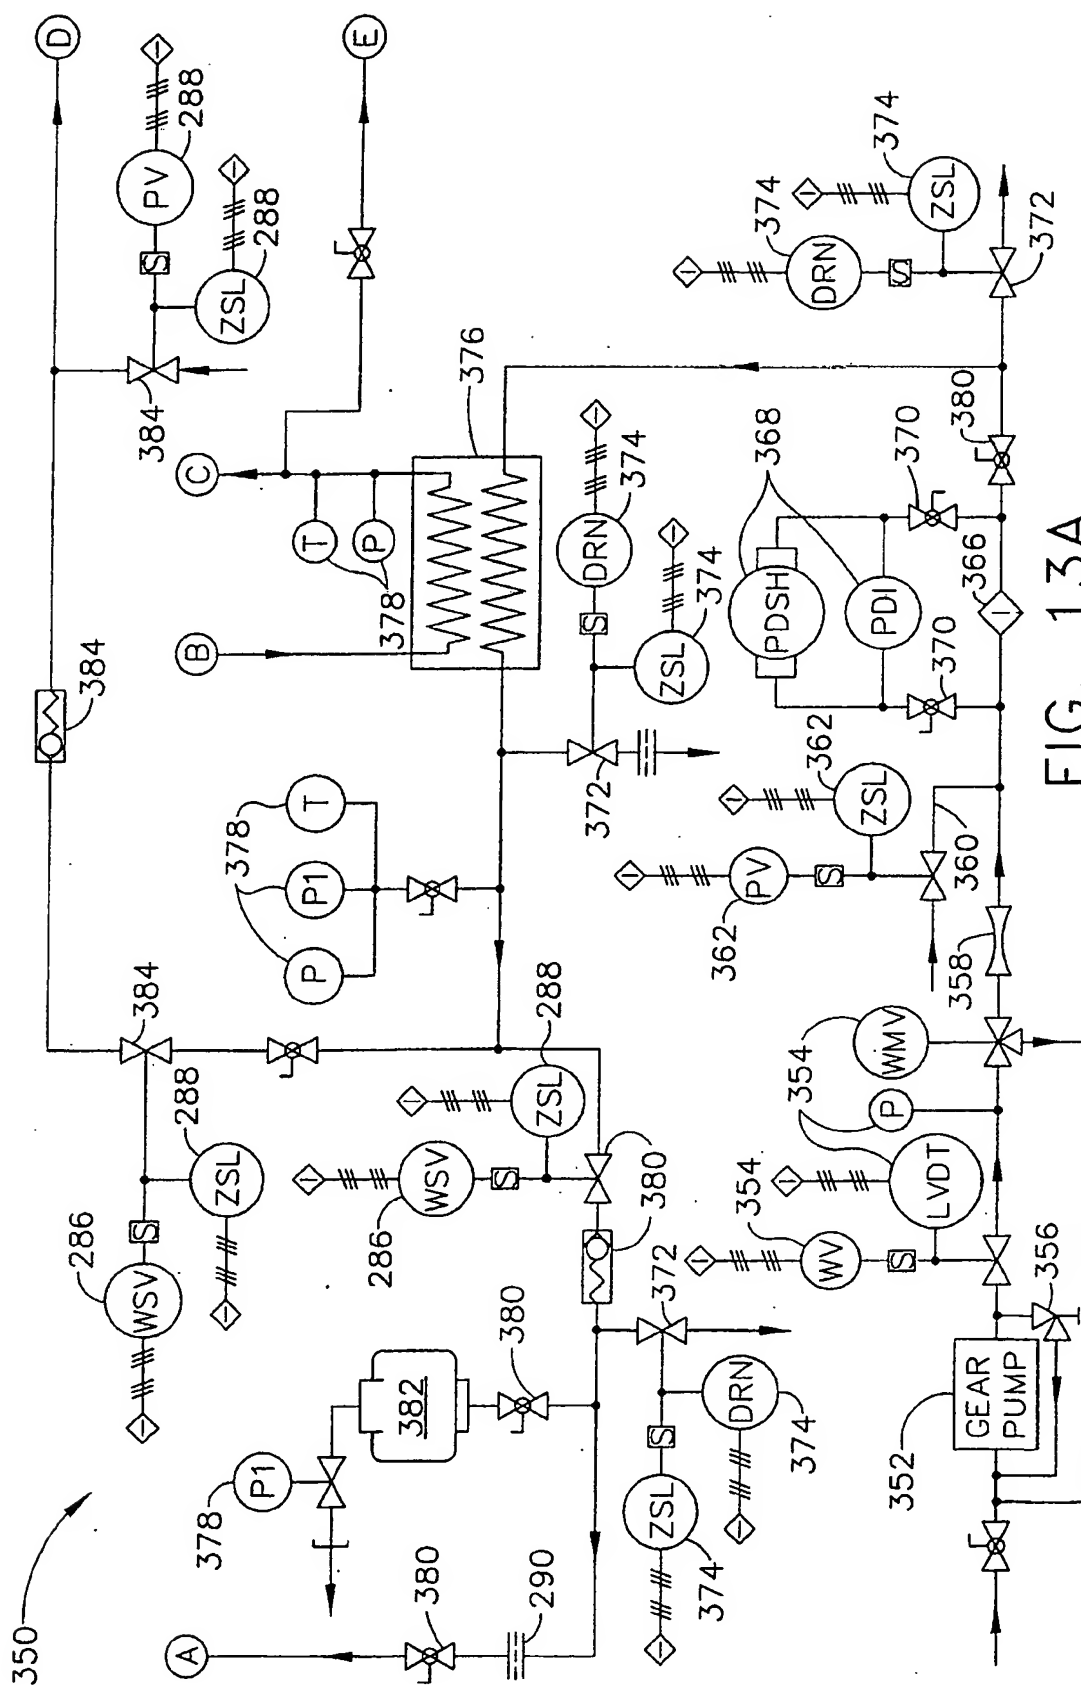 350
D
384
286
WSV
S
384
384
S
PV
288
A
288
ZSL
B
C
ZSL
288
378
P1
378
P
P1
T
T
P
378
E
382
380
286
WSV
S
376
290
380
ZSL
288
S
DRN
374
372
380
372
ZSL
374
S
ZSL
374
DRN
374
362
PV
S
362
ZSL
PDSH
368
374
DRN
S
354
WV
S
354
LVDT
P
WMV
PDI
370
370
374
ZSL
352
GEAR
PUMP
358
360
366
380
372
356
FIG. 13A